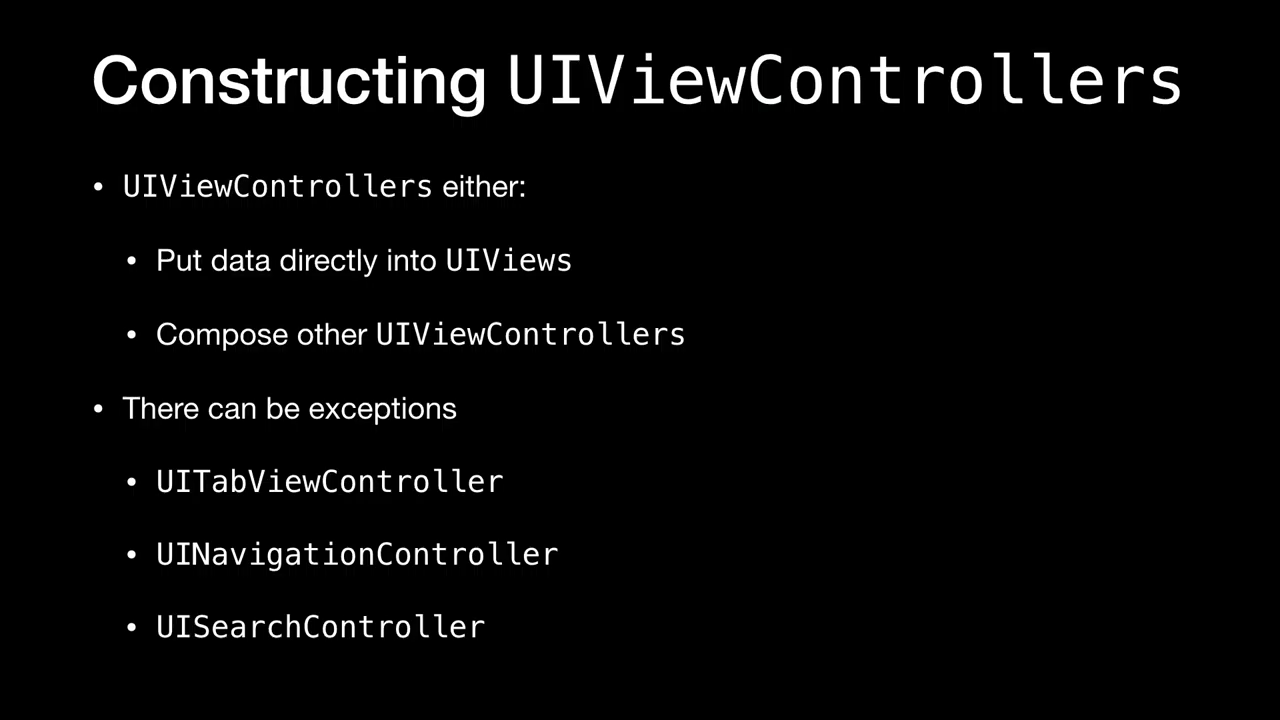 Constructing UIViewControllers
• UIViewControllers either:
• Put data directly into UIViews
• Compose other UIViewControllers
• There can be exceptions
• UITabViewController
• UINavigationController
• UISearchController